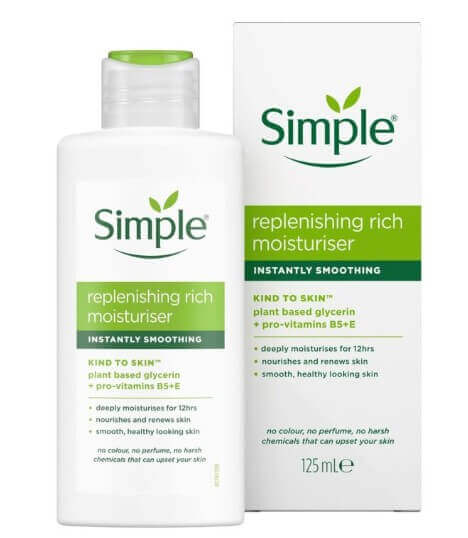 Simple®
replenishing rich
moisturiser
INSTANTLY SMOOTHING
KIND TO SKIN™
plant based glycerin
+ pro-vitamins B5+E
• deeply moisturises for 12hrs
• nourishes and renews skin
• smooth, healthy looking skin
no colour, no perfume, no harsh
chemicals that can upset your skin
Simple®
replenishing rich
moisturiser
INSTANTLY SMOOTHING
KIND TO SKIN™
plant based glycerin
+ pro-vitamins B5+E
• deeply moisturises for 12hrs
• nourishes and renews skin
• smooth, healthy looking skin
no colour, no perfume, no harsh
chemicals that can upset your skin
125 mL℮